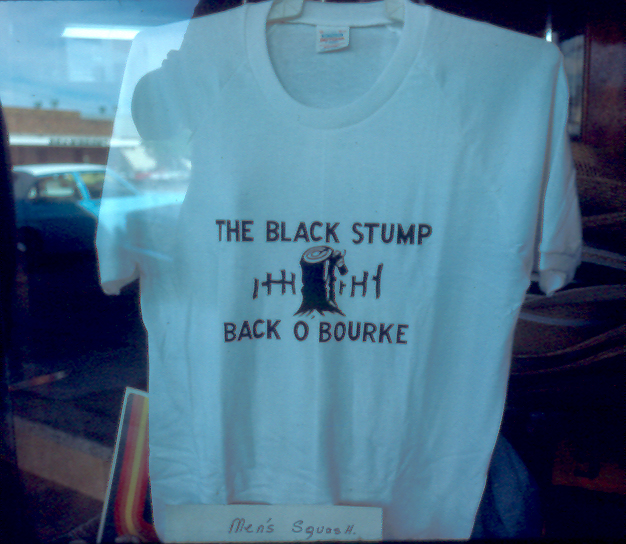 THE BLACK STUMP
BACK O BOURKE
Men's Squash.